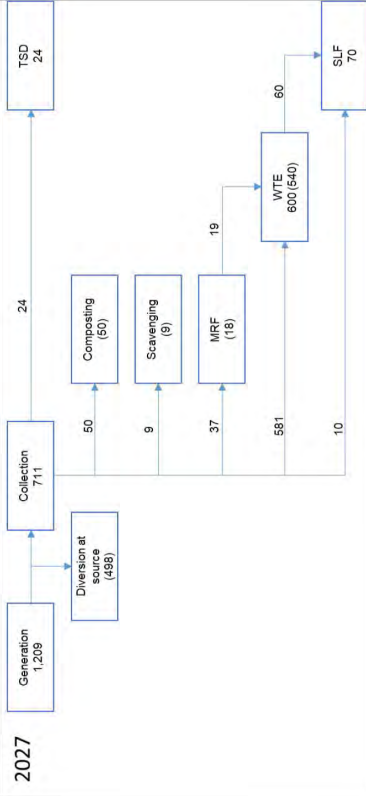 2027
Generation
1,209
Diversion at
source
(498)
Collection
711
24
TSD
24
50
Composting
(50)
9
Scavenging
(9)
37
MRF
(18)
19
581
WTE
600 (540)
60
10
SLF
70